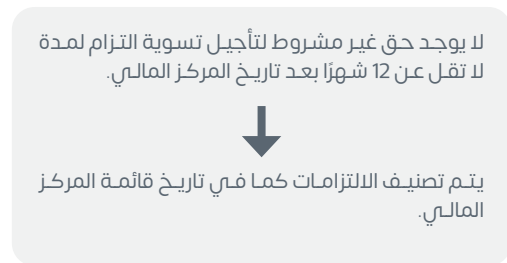 لا يوجد حق غير مشروط لتأجيل تسوية التزام لمدة
لا تقل عن 12 شهرًا بعد تاريخ المركز المالي.
يتم تصنيف الالتزامات كما في تاريخ قائمة المركز
المالي.